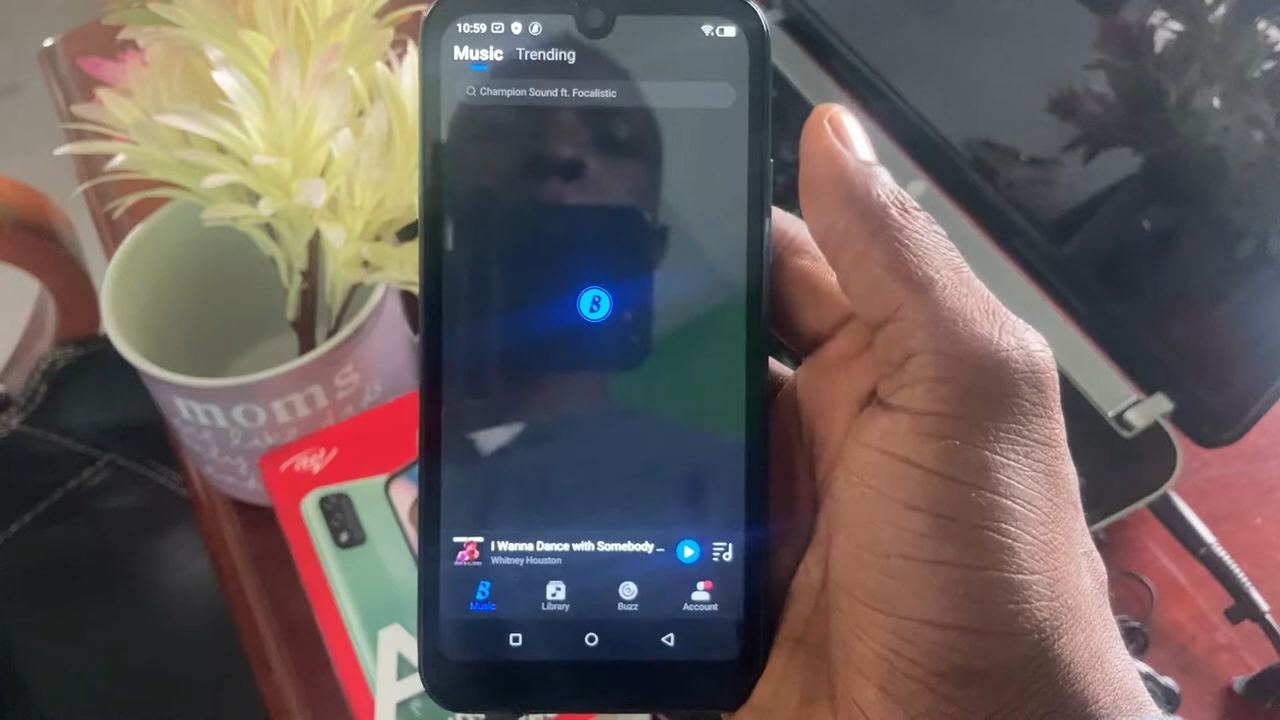 10:59
Music Trending
Champion Sound ft. Focalistic
B
I Wanna Dance with Somebody ...
Whitney Houston
Music Library Buzz Account
moms
itel
A